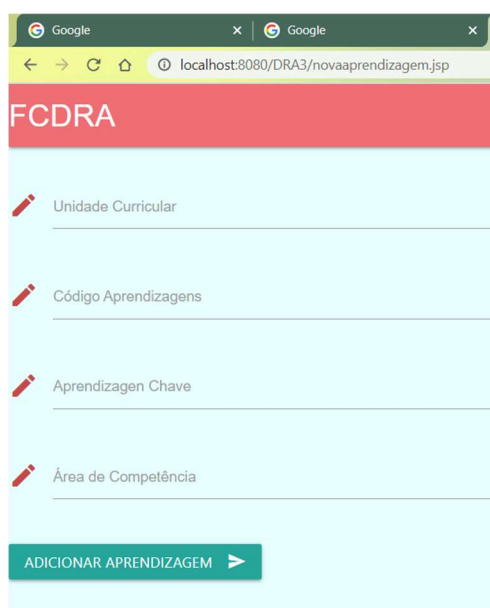 Google
Google
localhost:8080/DRA3/novaaprendizagem.jsp
FCDRA
Unidade Curricular
Código Aprendizagens
Aprendizagen Chave
Área de Competência
ADICIONAR APRENDIZAGEM